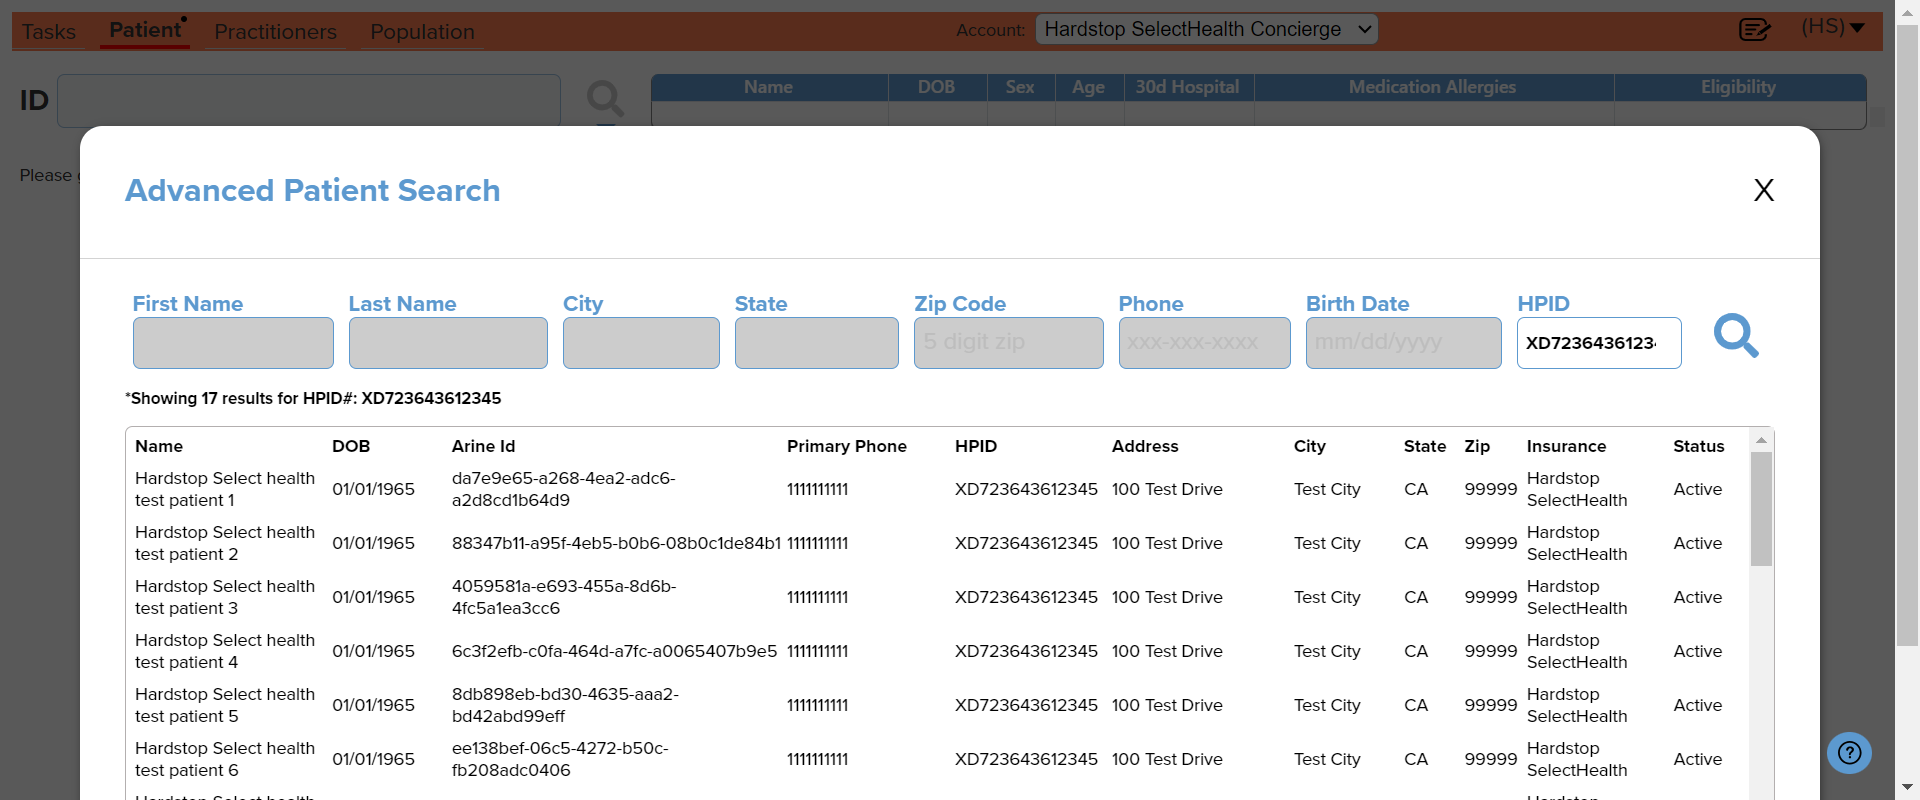 Tasks Patient Practitioners Population Account: Hardstop SelectHealth Concierge (HS)
ID Name DOB Sex Age 30d Hospital Medication Allergies Eligibility
Please
Advanced Patient Search X
First Name Last Name City State Zip Code Phone Birth Date HPID
5 digit zip xxx-xxx-xxxx mm/dd/yyyy XD7236436123
*Showing 17 results for HPID#: XD723643612345
Name DOB Arine Id Primary Phone HPID Address City State Zip Insurance Status
Hardstop Select health da7e9e65-a268-4ea2-adc6- Hardstop
01/01/1965 1111111111 XD723643612345 100 Test Drive Test City CA 99999 Active
test patient 1 a2d8cd1b64d9 SelectHealth
Hardstop Select health Hardstop
01/01/1965 88347b11-a95f-4eb5-b0b6-08b0c1de84b1 1111111111 XD723643612345 100 Test Drive Test City CA 99999 Active
test patient 2 SelectHealth
Hardstop Select health 4059581a-e693-455a-8d6b- Hardstop
01/01/1965 1111111111 XD723643612345 100 Test Drive Test City CA 99999 Active
test patient 3 4fc5a1ea3cc6 SelectHealth
Hardstop Select health Hardstop
01/01/1965 6c3f2efb-c0fa-464d-a7fc-a0065407b9e5 1111111111 XD723643612345 100 Test Drive Test City CA 99999 Active
test patient 4 SelectHealth
Hardstop Select health 8db898eb-bd30-4635-aaa2- Hardstop
01/01/1965 1111111111 XD723643612345 100 Test Drive Test City CA 99999 Active
test patient 5 bd42abd99eff SelectHealth
Hardstop Select health ee138bef-06c5-4272-b50c- Hardstop
01/01/1965 1111111111 XD723643612345 100 Test Drive Test City CA 99999 Active
test patient 6 fb208adc0406 SelectHealth